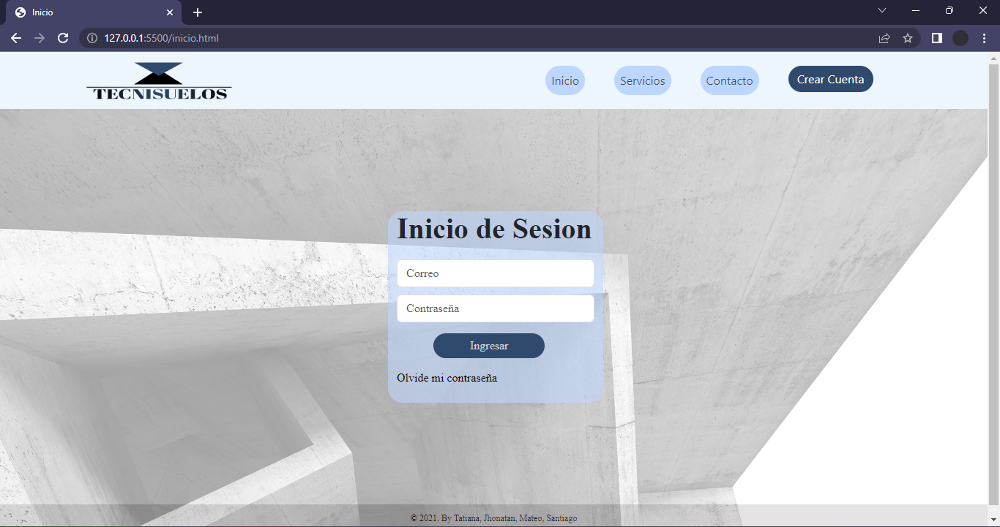 Inicio
127.0.0.1:5500/inicio.html
TECNISUELOS
Inicio Servicios Contacto Crear Cuenta
Inicio de Sesion
Correo
Contraseña
Ingresar
Olvide mi contraseña
© 2021. By Tatiana, Jhonatan, Mateo, Santiago